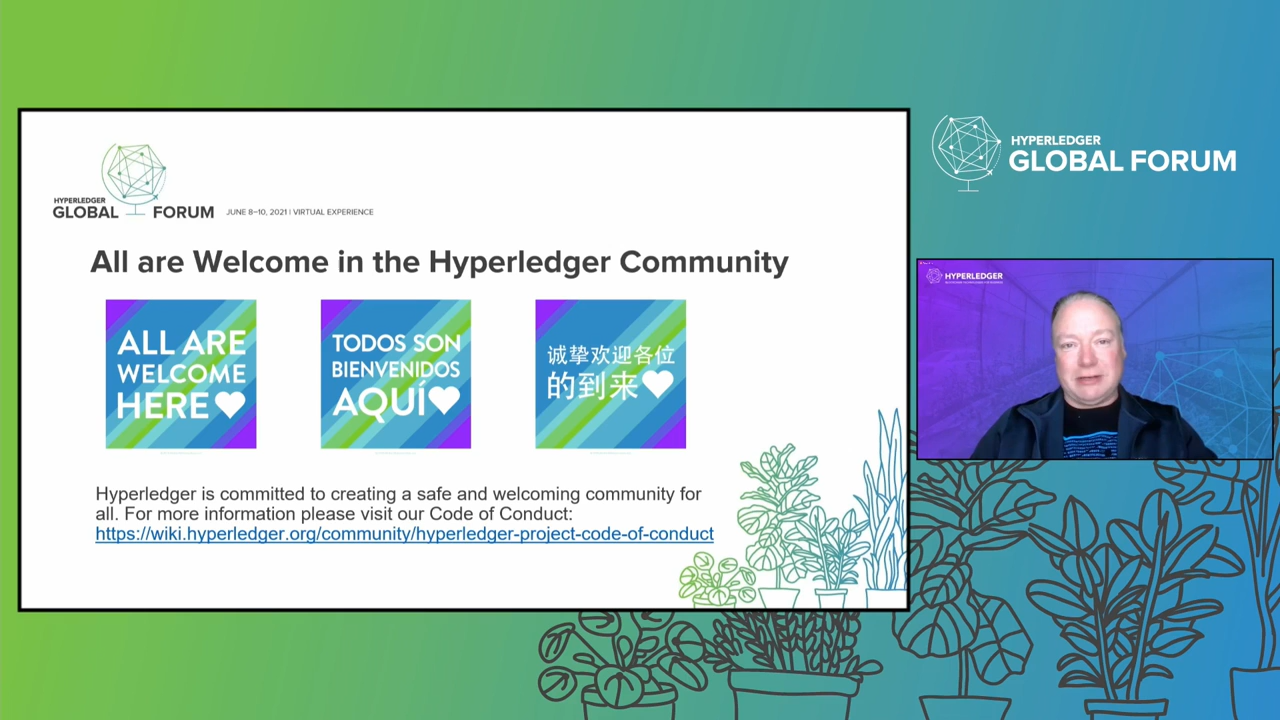 HYPERLEDGER
GLOBAL FORUM
JUNE 8–10, 2021 | VIRTUAL EXPERIENCE
All are Welcome in the Hyperledger Community
ALL ARE
WELCOME
HERE
TODOS SON
BIENVENIDOS
AQUÍ
诚挚欢迎各位
的到来
Hyperledger is committed to creating a safe and welcoming community for
all. For more information please visit our Code of Conduct:
https://wiki.hyperledger.org/community/hyperledger-project-code-of-conduct
HYPERLEDGER
GLOBAL FORUM
HYPERLEDGER